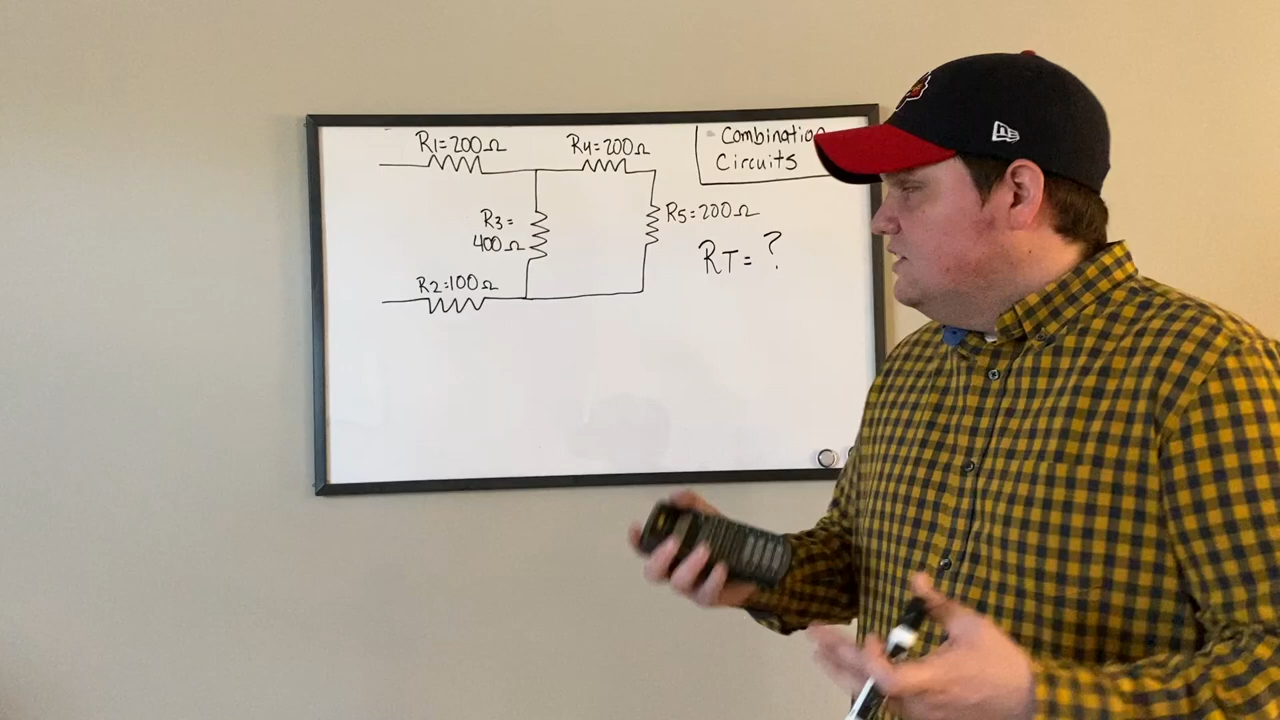 R1=200Ω
R4=200Ω
Combination
Circuits
R3=
400Ω
R5=200Ω
RT=?
R2=100Ω